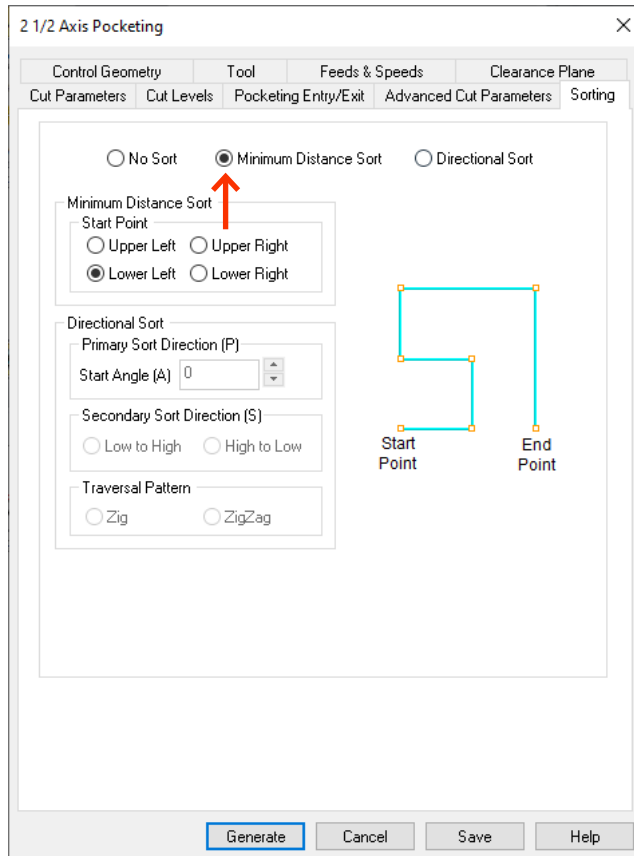 2 1/2 Axis Pocketing
Control Geometry Tool Feeds & Speeds Clearance Plane
Cut Parameters Cut Levels Pocketing Entry/Exit Advanced Cut Parameters Sorting
No Sort Minimum Distance Sort Directional Sort
Minimum Distance Sort
Start Point
Upper Left Upper Right
Lower Left Lower Right
Directional Sort
Primary Sort Direction (P)
Start Angle (A) 0
Secondary Sort Direction (S)
Low to High High to Low
Traversal Pattern
Zig ZigZag
Start Point
End Point
Generate Cancel Save Help